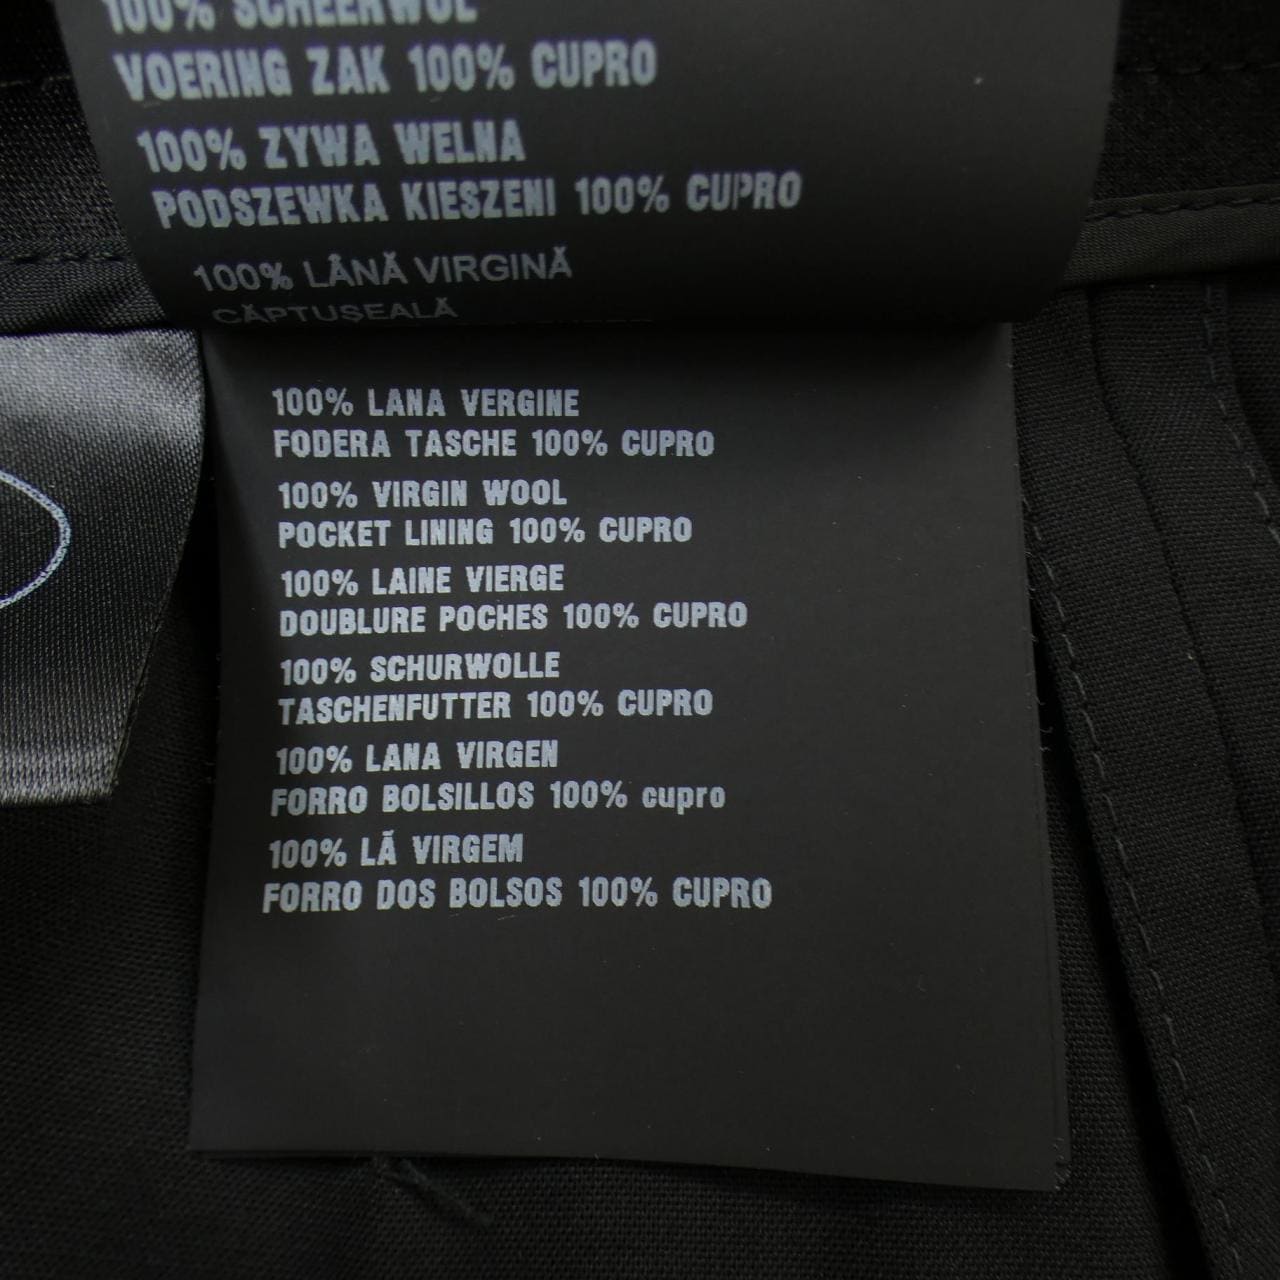 100% SCHEERWOL
VOERING ZAK 100% CUPRO
100% ZYWA WELNA
PODSZEWKA KIESZENI 100% CUPRO
100% LÂNĂ VIRGINĂ
CĂPTUŞEALĂ
100% LANA VERGINE
FODERA TASCHE 100% CUPRO
100% VIRGIN WOOL
POCKET LINING 100% CUPRO
100% LAINE VIERGE
DOUBLURE POCHES 100% CUPRO
100% SCHURWOLLE
TASCHENFUTTER 100% CUPRO
100% LANA VIRGEN
FORRO BOLSILLOS 100% cupro
100% LÃ VIRGEM
FORRO DOS BOLSOS 100% CUPRO